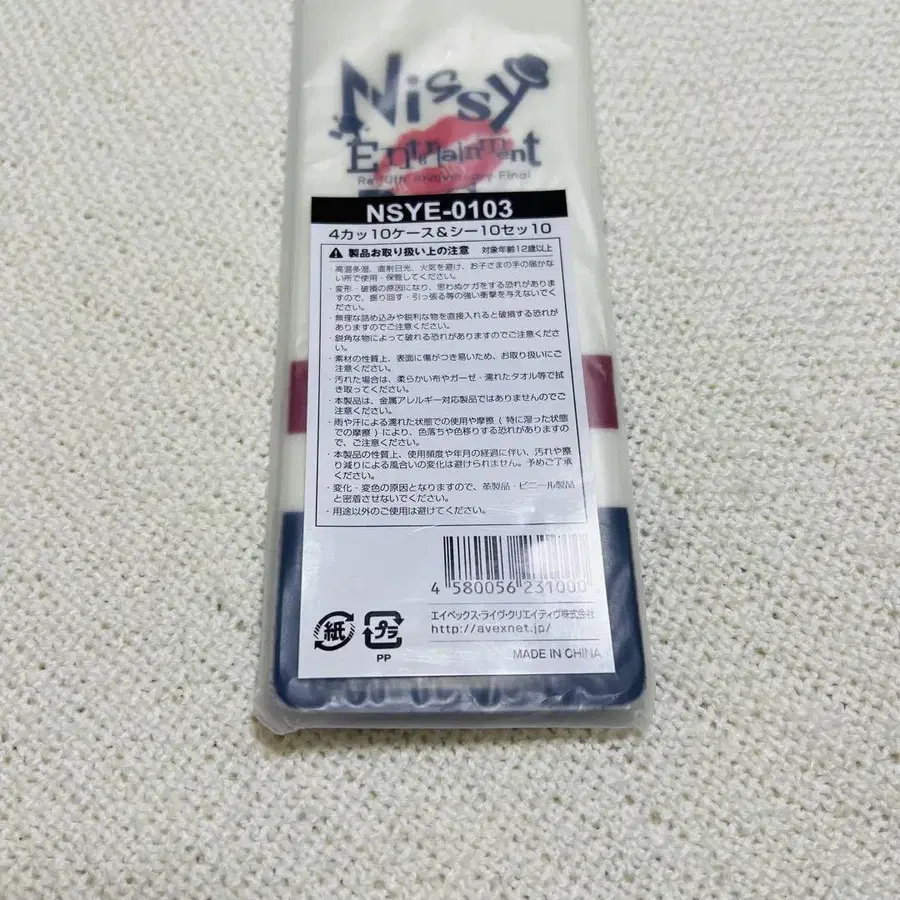 Nissy
Entertainment
Re:10th Anniversary Final
NSYE-0103
4カッ10ケース&シー10セッ10
製品お取り扱い上の注意 対象年齢12歳以上
・高温多湿、直射日光、火気を避け、お子さまの手の届かな
い所で使用・保管してください。
・変形・破損の原因になり、思わぬケガをする恐れがありま
すので、振り回す・引っ張る等の強い衝撃を与えないでく
ださい。
・無理な詰め込みや鋭利な物を直接入れると破損する恐れが
ありますのでご注意ください。
・鋭角な物によって破れる恐れがありますのでご注意くださ
い。
・素材の性質上、表面に傷がつき易いため、お取り扱いにご
注意ください。
・汚れた場合は、柔らかい布やガーゼ・濡れたタオル等で拭
き取ってください。
・本製品は、金属アレルギー対応製品ではありませんのでご
注意ください。
・雨や汗による濡れた状態での使用や摩擦(特に湿った状態
での摩擦)により、色落ちや色移りする恐れがありますの
で、ご注意ください。
・本製品の性質上、使用頻度や年月の経過に伴い、汚れや擦
り減りによる風合いの変化は避けられません。予めご了承
ください。
・変化・変色の原因となりますので、革製品・ビニール製品
と密着させないでください。
・用途以外のご使用は避けてください。
4 580056 231000
紙
プラ
PP
エイベックス・ライヴ・クリエイティヴ株式会社
http://avexnet.jp/
MADE IN CHINA